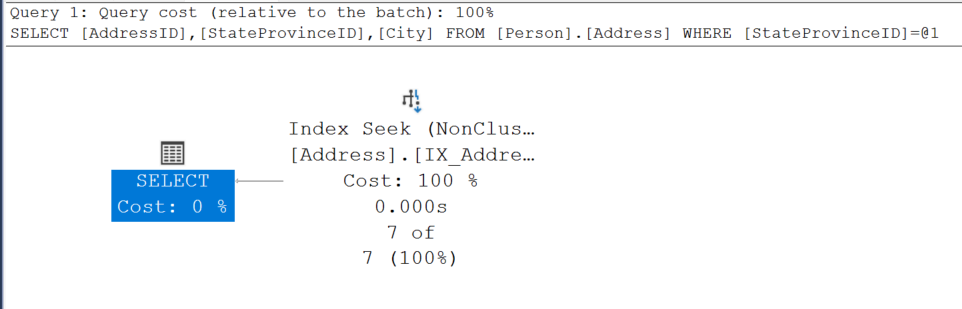 Query 1: Query cost (relative to the batch): 100%
SELECT [AddressID],[StateProvinceID],[City] FROM [Person].[Address] WHERE [StateProvinceID]=@1
Index Seek (NonClus…
[Address].[IX_Addre…
Cost: 100 %
0.000s
7 of
7 (100%)
SELECT
Cost: 0 %